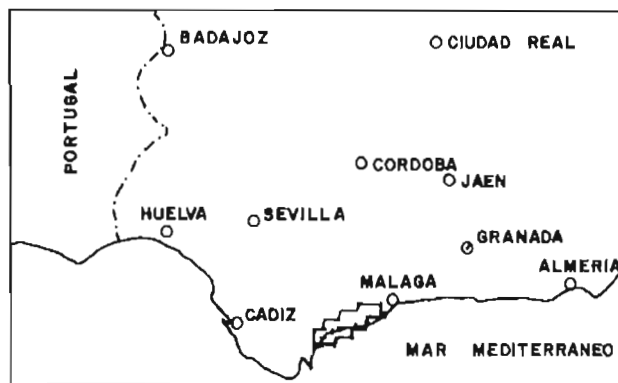 BADAJOZ
CIUDAD REAL
PORTUGAL
CORDOBA
JAEN
HUELVA
SEVILLA
GRANADA
MALAGA
ALMERIA
CADIZ
MAR MEDITERRANEO